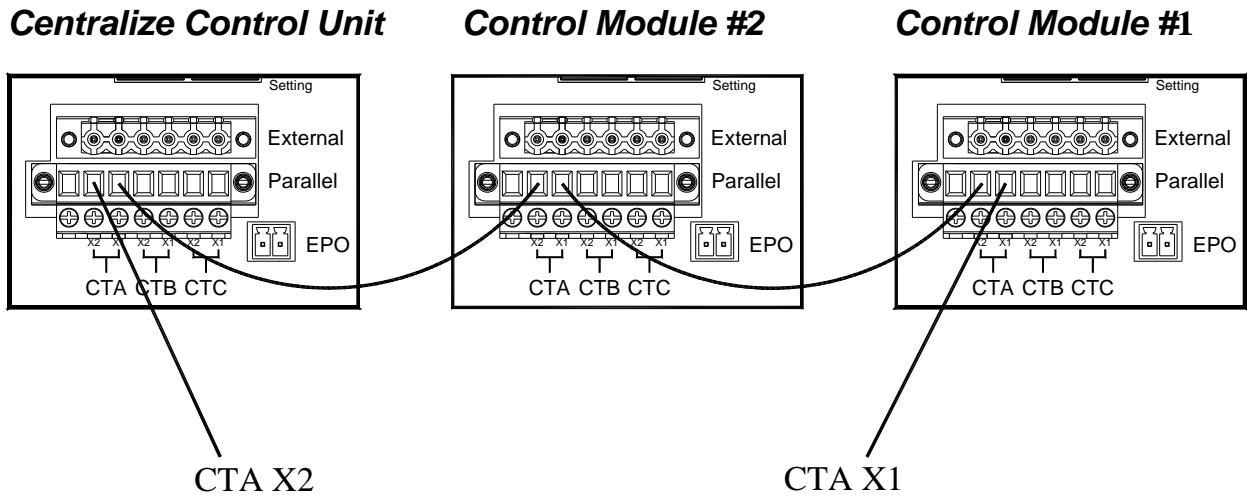 Centralize Control Unit
Control Module #2
Control Module #1
Setting
External
Parallel
X2 X1 X2 X1 X2 X1
EPO
CTA CTB CTC
Setting
External
Parallel
X2 X1 X2 X1 X2 X1
EPO
CTA CTB CTC
Setting
External
Parallel
X2 X1 X2 X1 X2 X1
EPO
CTA CTB CTC
CTA X2
CTA X1